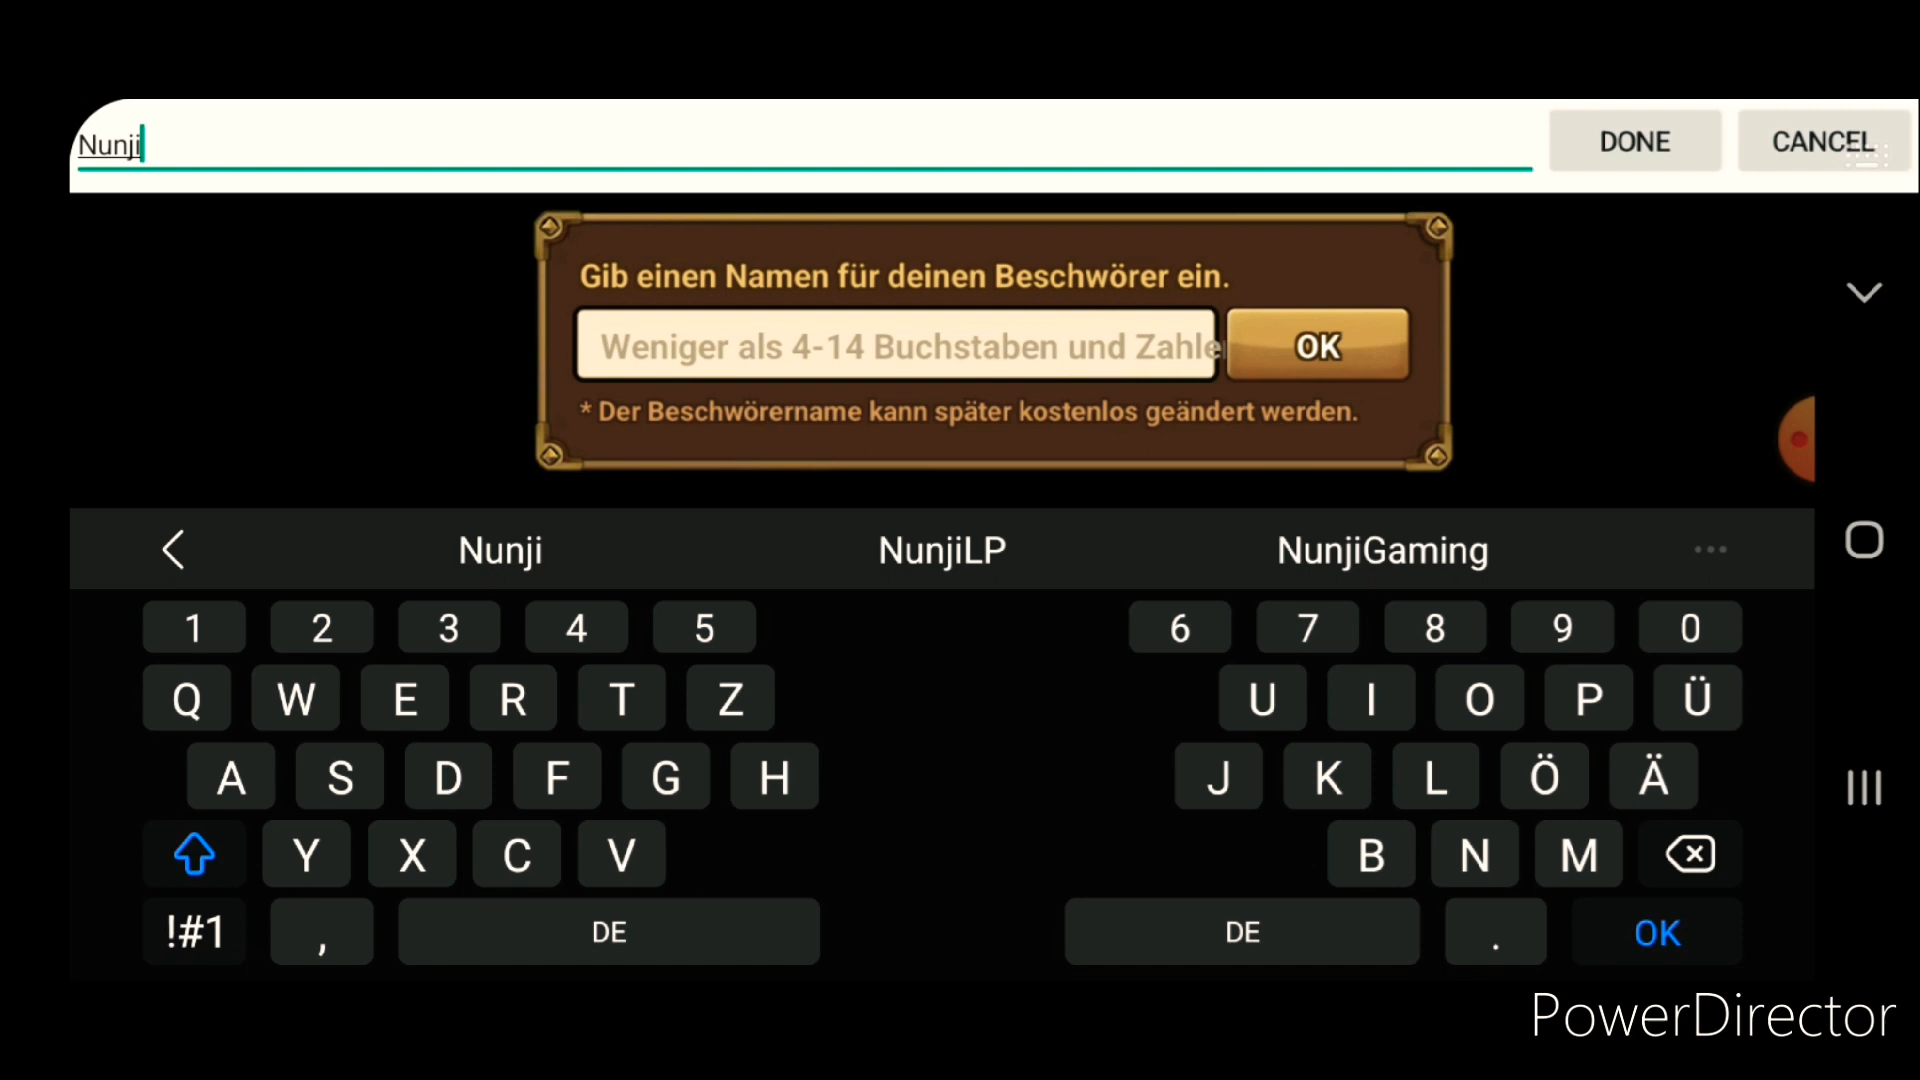 Nunji
DONE
CANCEL
Gib einen Namen für deinen Beschwörer ein.
Weniger als 4-14 Buchstaben und Zahle
OK
* Der Beschwörername kann später kostenlos geändert werden.
Nunji NunjiLP NunjiGaming
1 2 3 4 5 6 7 8 9 0
Q W E R T Z U I O P Ü
A S D F G H J K L Ö Ä
Y X C V B N M
!#1 , DE DE . OK
PowerDirector